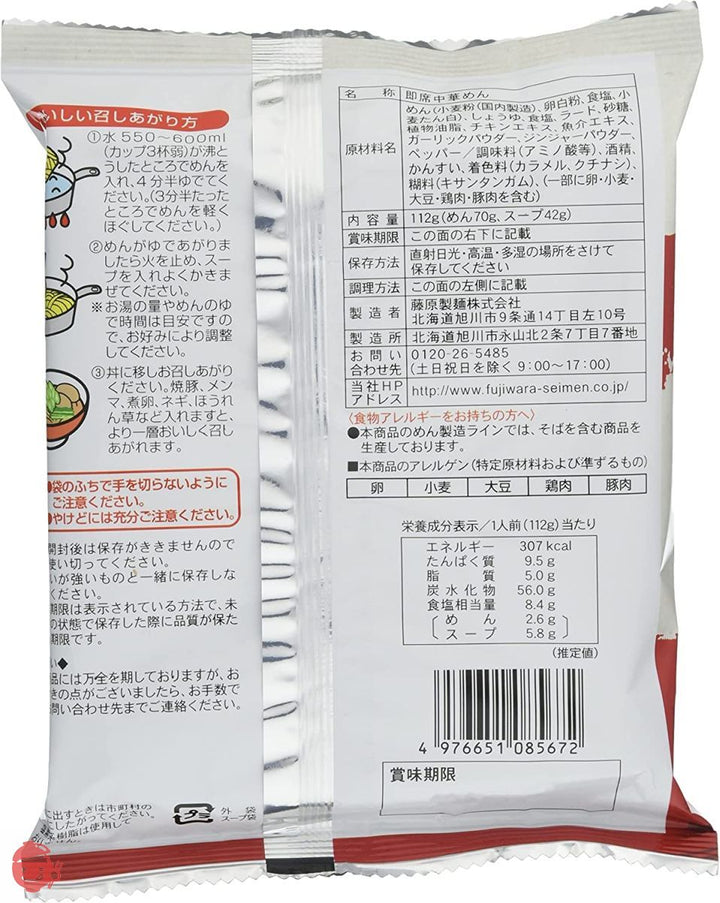 いしい召しあがり方
①水550~600ml
(カップ3杯弱)が沸と
うしたところでめんを
入れ、4分半ゆでてく
ださい。(3分半たった
ところでめんを軽く
ほぐしてください。)
②めんがゆであがりま
したら火を止め、スー
プを入れよくかきま
ぜてください。
※お湯の量やめんのゆ
で時間は目安ですの
で、お好みにより調整
してください。
③丼に移しお召しあがり
ください。焼豚、メン
マ、煮卵、ネギ、ほうれ
ん草など入れますと、
より一層おいしく召し
あがれます。
●袋のふちで手を切らないように
ご注意ください。
●やけどには充分ご注意ください。
開封後は保存がききませんので
使い切ってください。
いが強いものと一緒に保存しな
ください。
期限は表示されている方法で、未
の状態で保存した際に品質が保た
期限です。
い◆
品には万全を期しておりますが、お
きの点がございましたら、お手数で
問い合わせ先までご連絡ください。
に出すときは市町村の
にしたがってください。
樹脂は使用して
外袋
スープ袋
名称 即席中華めん
原材料名 めん(小麦粉(国内製造)、卵白粉、食塩、小
麦たん白)、しょうゆ、食塩、ラード、砂糖、
植物油脂、チキンエキス、魚介エキス、
ガーリックパウダー、ジンジャーパウダー、
ペッパー/調味料(アミノ酸等)、酒精、
かんすい、着色料(カラメル、クチナシ)、
糊料(キサンタンガム)、(一部に卵・小麦・
大豆・鶏肉・豚肉を含む)
内容量 112g(めん70g、スープ42g)
賞味期限 この面の右下に記載
保存方法 直射日光・高温・多湿の場所をさけて
保存してください
調理方法 この面の左側に記載
製造者 藤原製麺株式会社
北海道旭川市9条通14丁目左10号
製造所 北海道旭川市永山北2条7丁目7番地
お問い合わせ先 0120-26-5485
(土日祝日を除く 9:00~17:00)
当社HPアドレス http://www.fujiwara-seimen.co.jp/
〈食物アレルギーをお持ちの方へ〉
●本商品のめん製造ラインでは、そばを含む商品を
生産しております。
■本商品のアレルゲン(特定原材料および準ずるもの)
卵 小麦 大豆 鶏肉 豚肉
栄養成分表示/1人前(112g)当たり
エネルギー 307kcal
たんぱく質 9.5g
脂質 5.0g
炭水化物 56.0g
食塩相当量 8.4g
めん 2.6g
スープ 5.8g
(推定値)
4 976651 085672
賞味期限